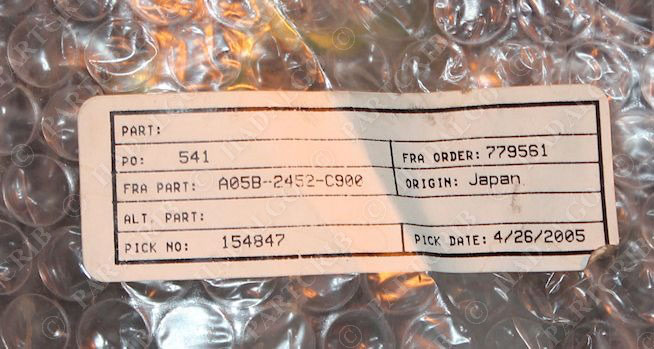 PART:
PO: 541 FRA ORDER: 779561
FRA PART: A05B-2452-C900 ORIGIN: Japan
ALT. PART:
PICK NO: 154847 PICK DATE: 4/26/2005